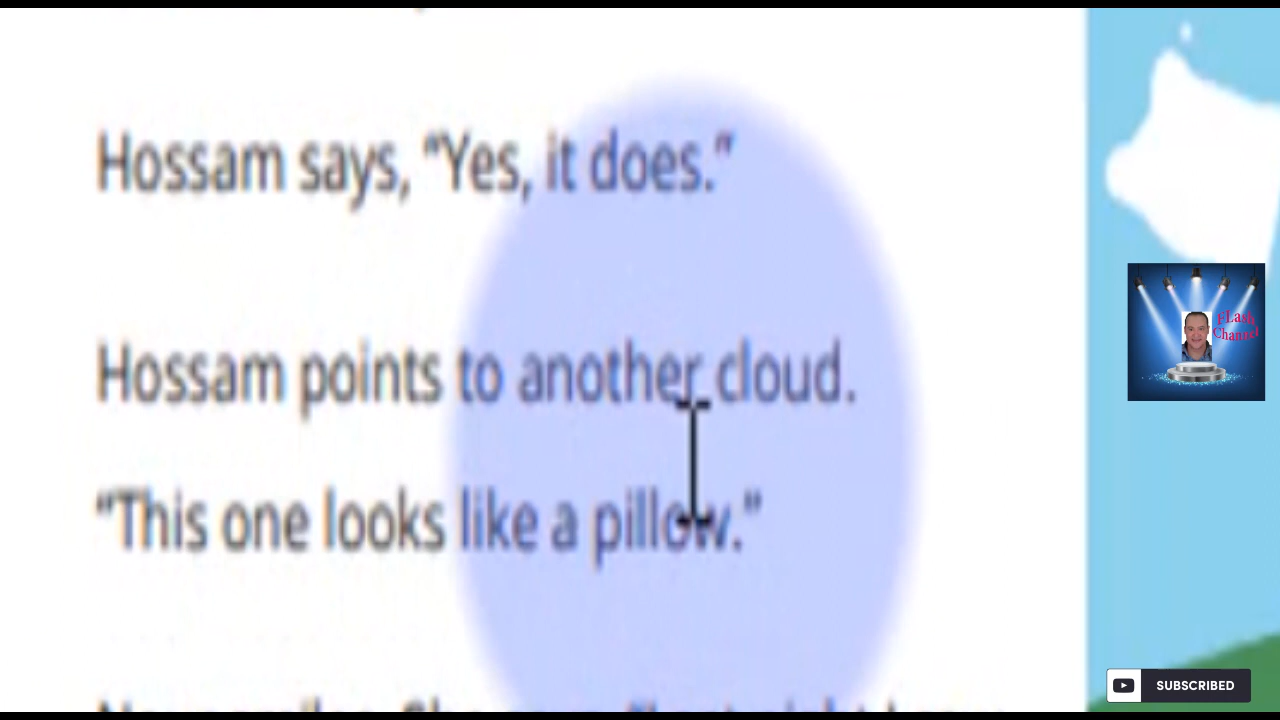 Hossam says, “Yes, it does.”
Hossam points to another cloud.
“This one looks like a pillow.”
FLash
Channel
SUBSCRIBED